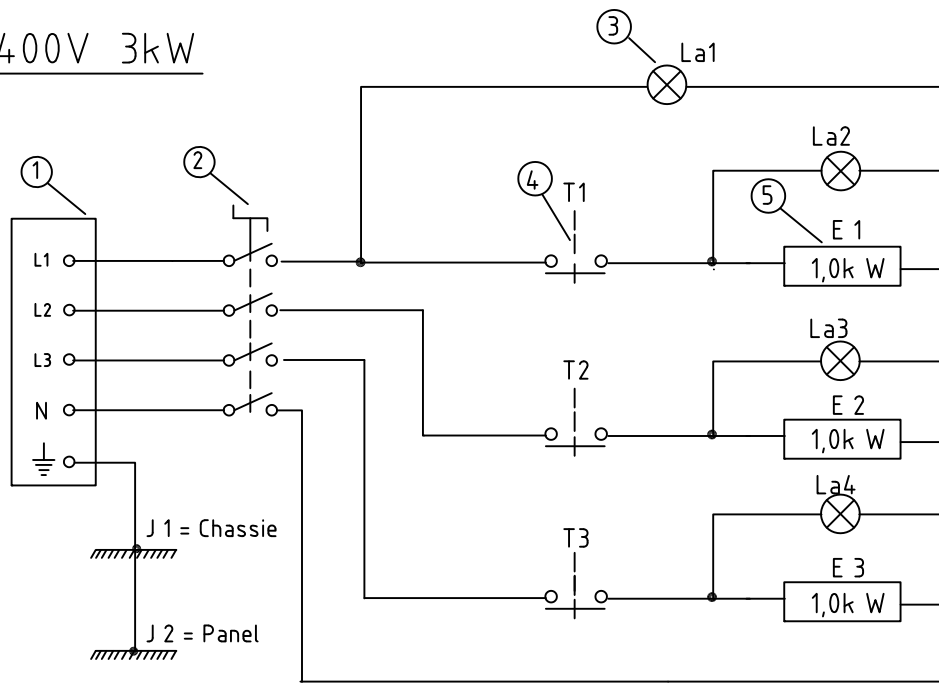 400V 3kW
3
La1
1
2
La2
4
T1
5
E 1
L1
1,0k W
L2
La3
L3
T2
E 2
N
1,0k W
La4
J 1 = Chassie
T3
E 3
1,0k W
J 2 = Panel